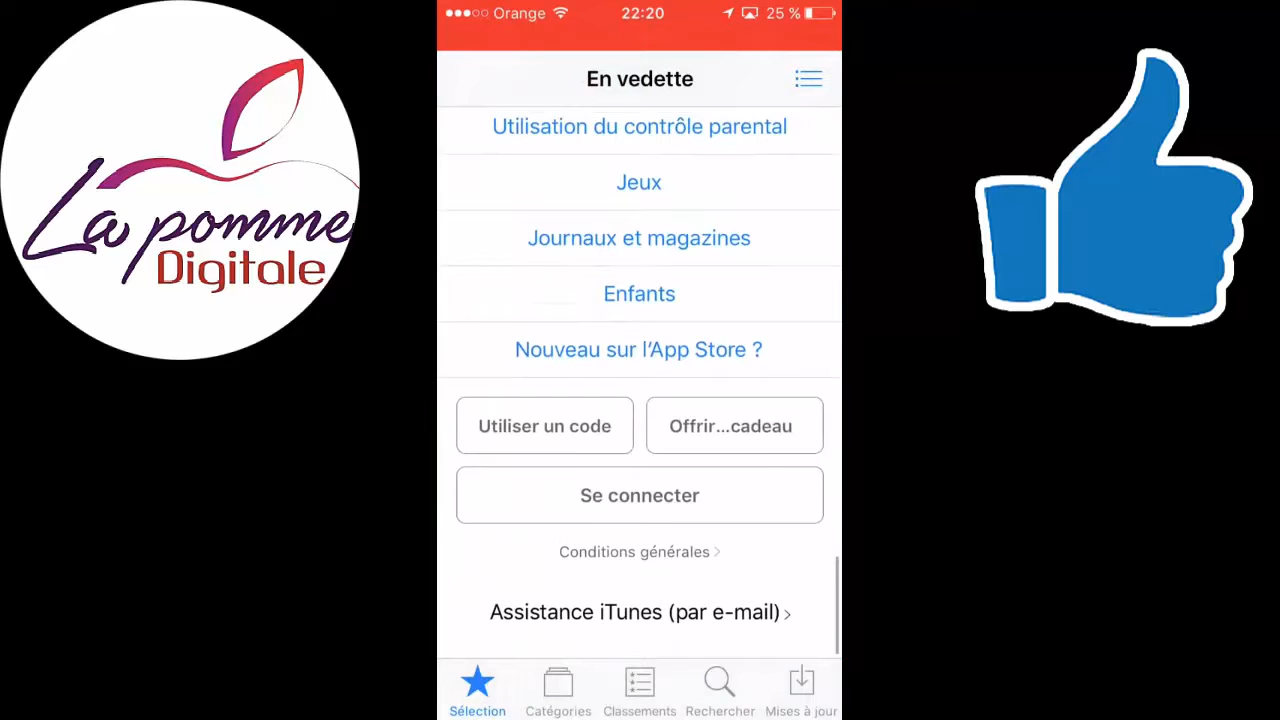 La pomme
Digitale
Orange 22:20 25 %
En vedette
Utilisation du contrôle parental
Jeux
Journaux et magazines
Enfants
Nouveau sur l’App Store ?
Utiliser un code Offrir...cadeau
Se connecter
Conditions générales >
Assistance iTunes (par e-mail) >
Sélection Catégories Classements Rechercher Mises à jour